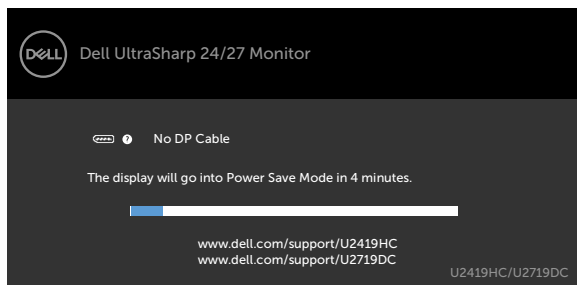 DELL
Dell UltraSharp 24/27 Monitor
? No DP Cable
The display will go into Power Save Mode in 4 minutes.
www.dell.com/support/U2419HC
www.dell.com/support/U2719DC
U2419HC/U2719DC